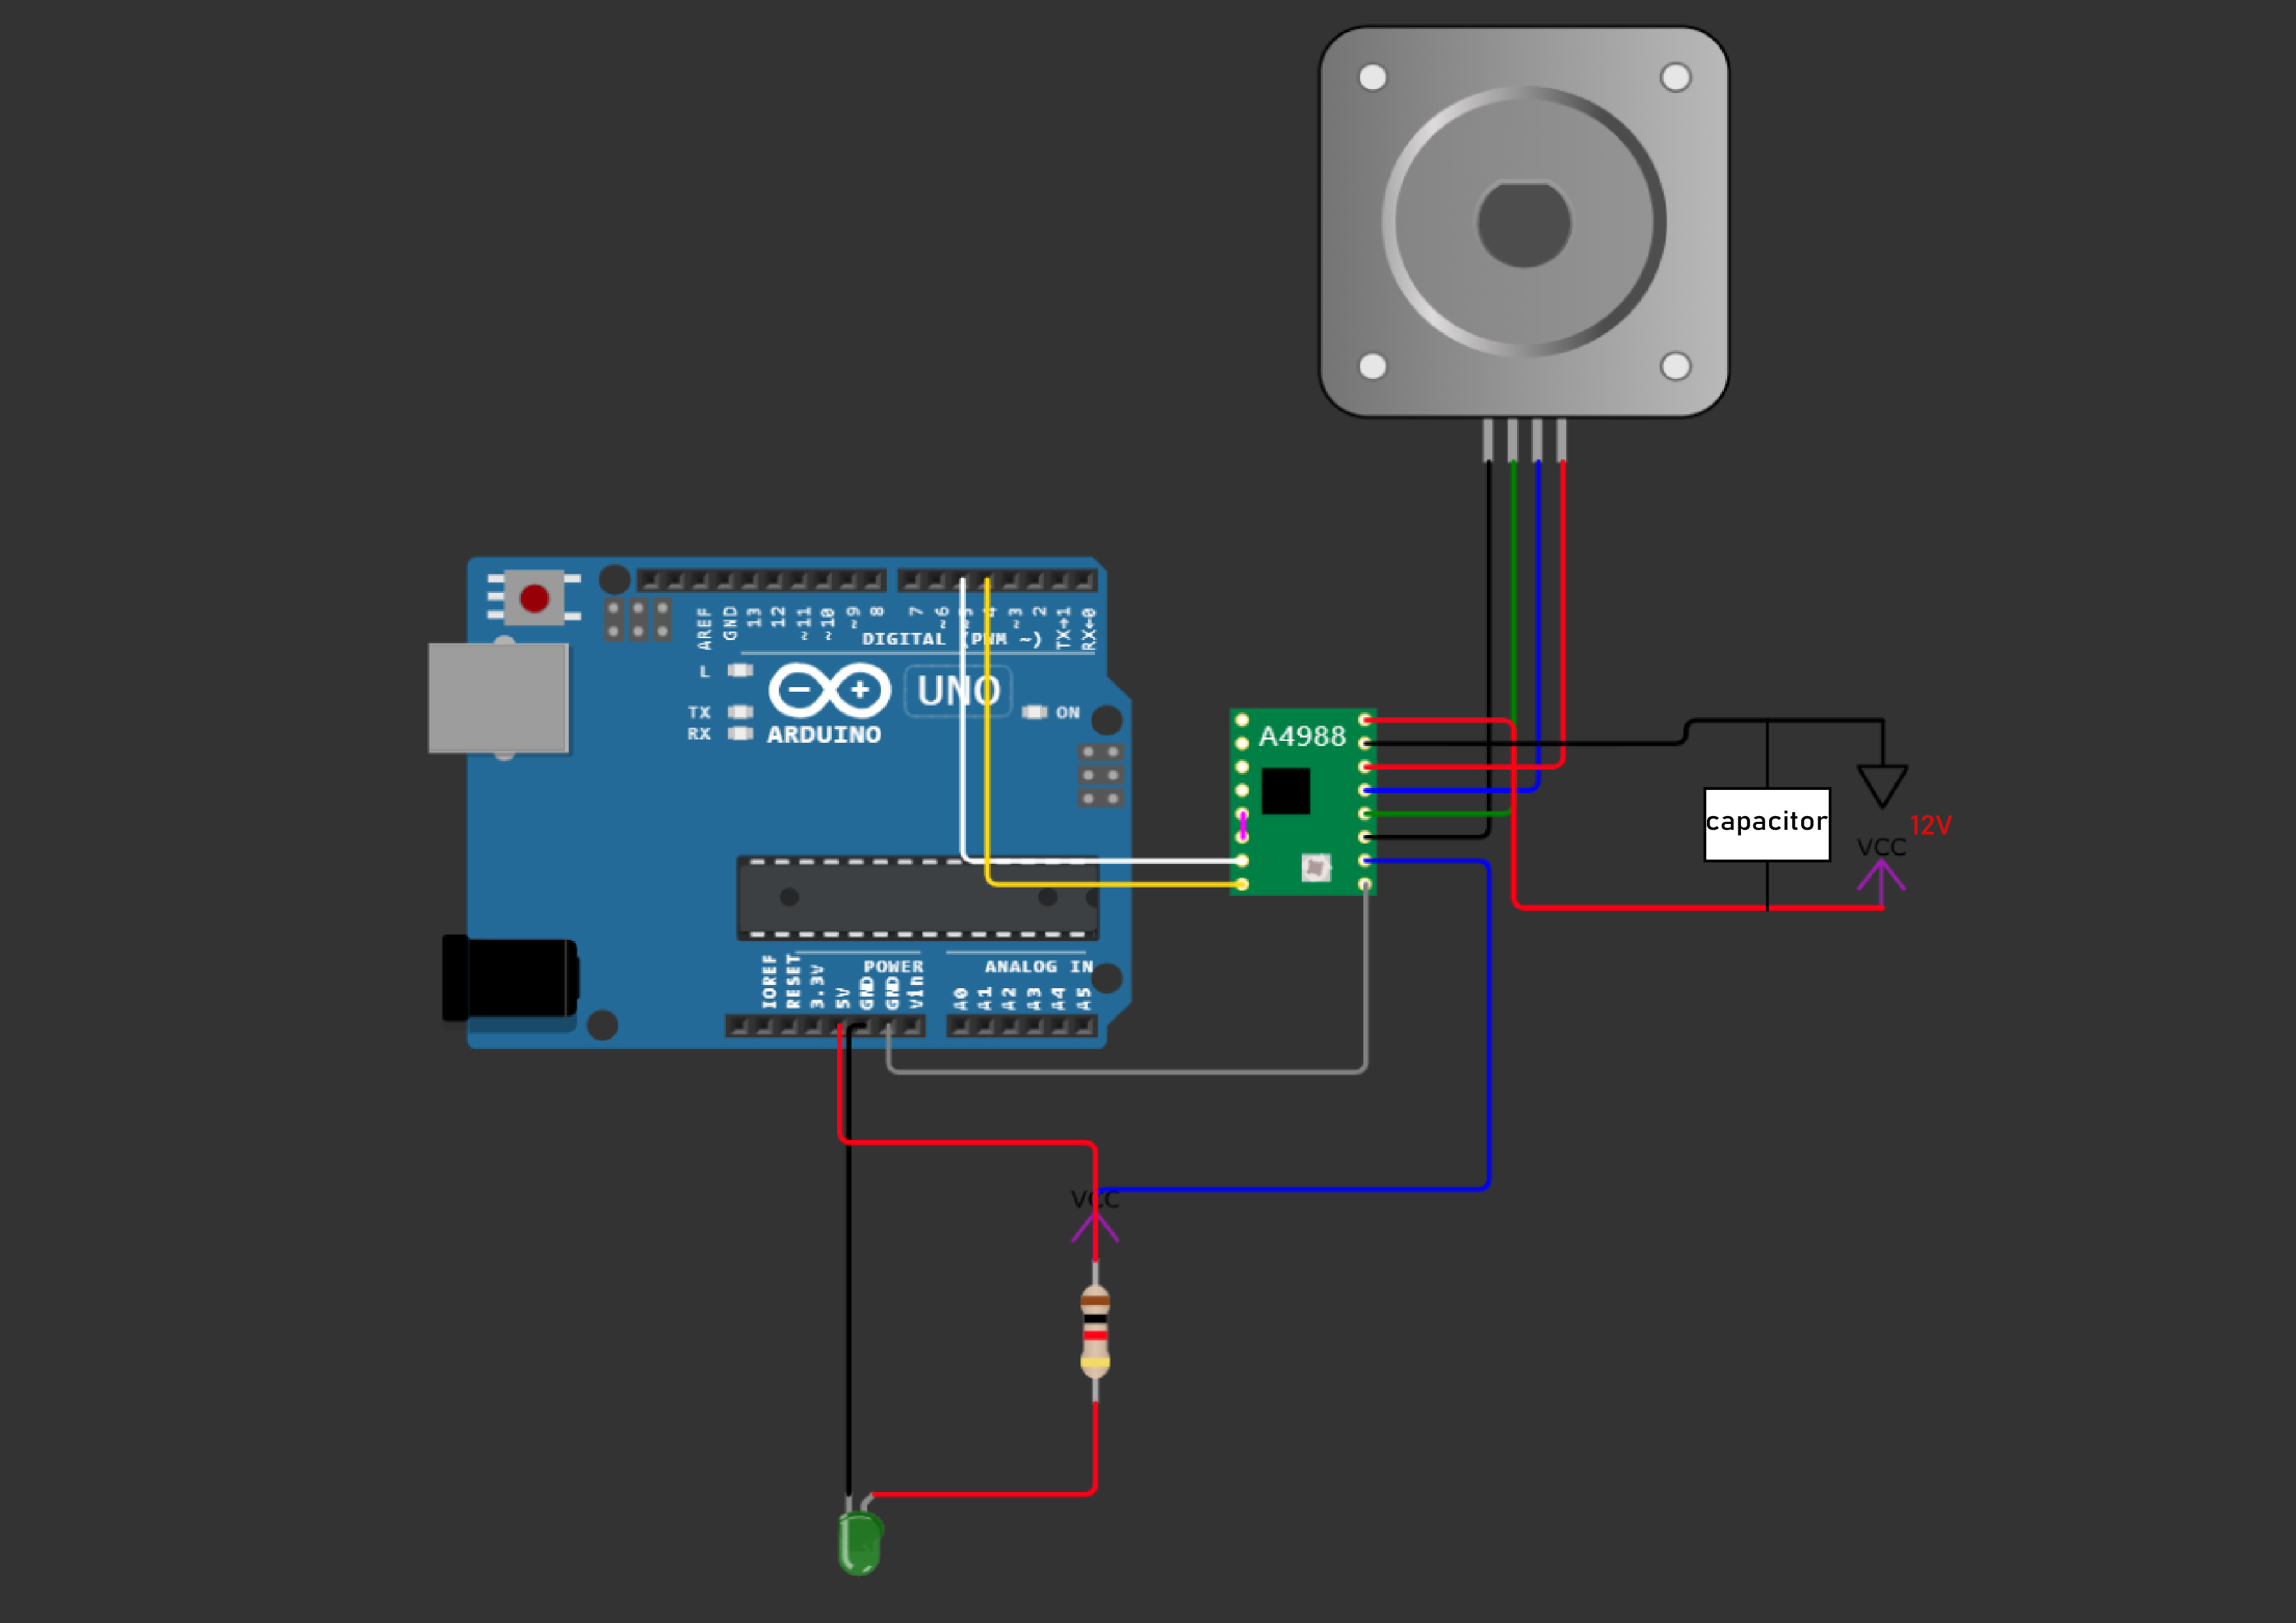 AREF
GND
13
12
~11
~10
~9
8
7
~6
~5
4
~3
2
TX→1
RX←0
DIGITAL (PWM ~)
L
TX
RX
UNO
ON
ARDUINO
A4988
capacitor
12V
VCC
IOREF
RESET
3.3V
5V
GND
GND
Vin
POWER
ANALOG IN
A0
A1
A2
A3
A4
A5
VCC